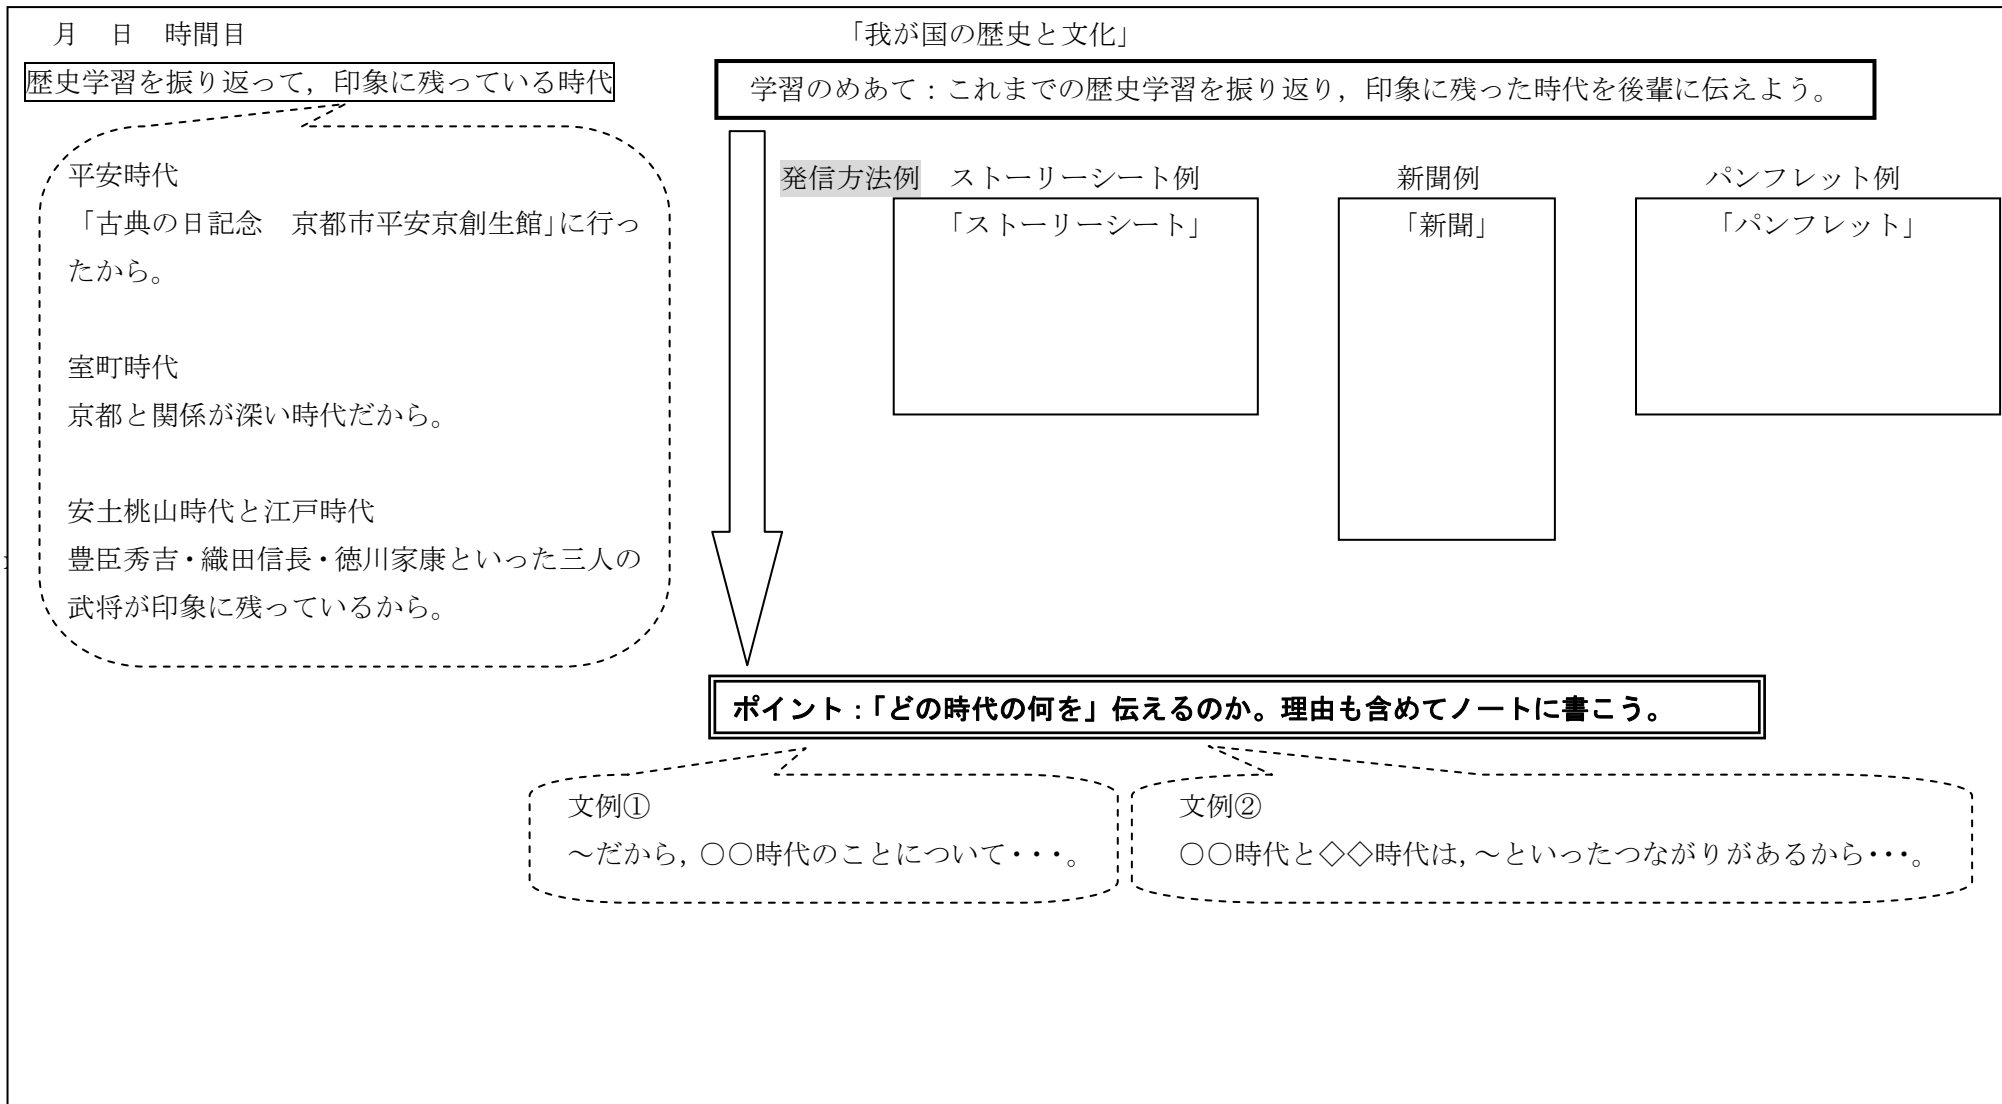 月　日　時間目
「我が国の歴史と文化」
歴史学習を振り返って，印象に残っている時代
平安時代
「古典の日記念　京都市平安京創生館」に行っ
たから。
室町時代
京都と関係が深い時代だから。
安土桃山時代と江戸時代
豊臣秀吉・織田信長・徳川家康といった三人の
武将が印象に残っているから。
学習のめあて：これまでの歴史学習を振り返り，印象に残った時代を後輩に伝えよう。
発信方法例　ストーリーシート例　新聞例　パンフレット例
「ストーリーシート」　「新聞」　「パンフレット」
ポイント：「どの時代の何を」伝えるのか。理由も含めてノートに書こう。
文例①
～だから，○○時代のことについて・・・。
文例②
○○時代と◇◇時代は，～といったつながりがあるから・・・。